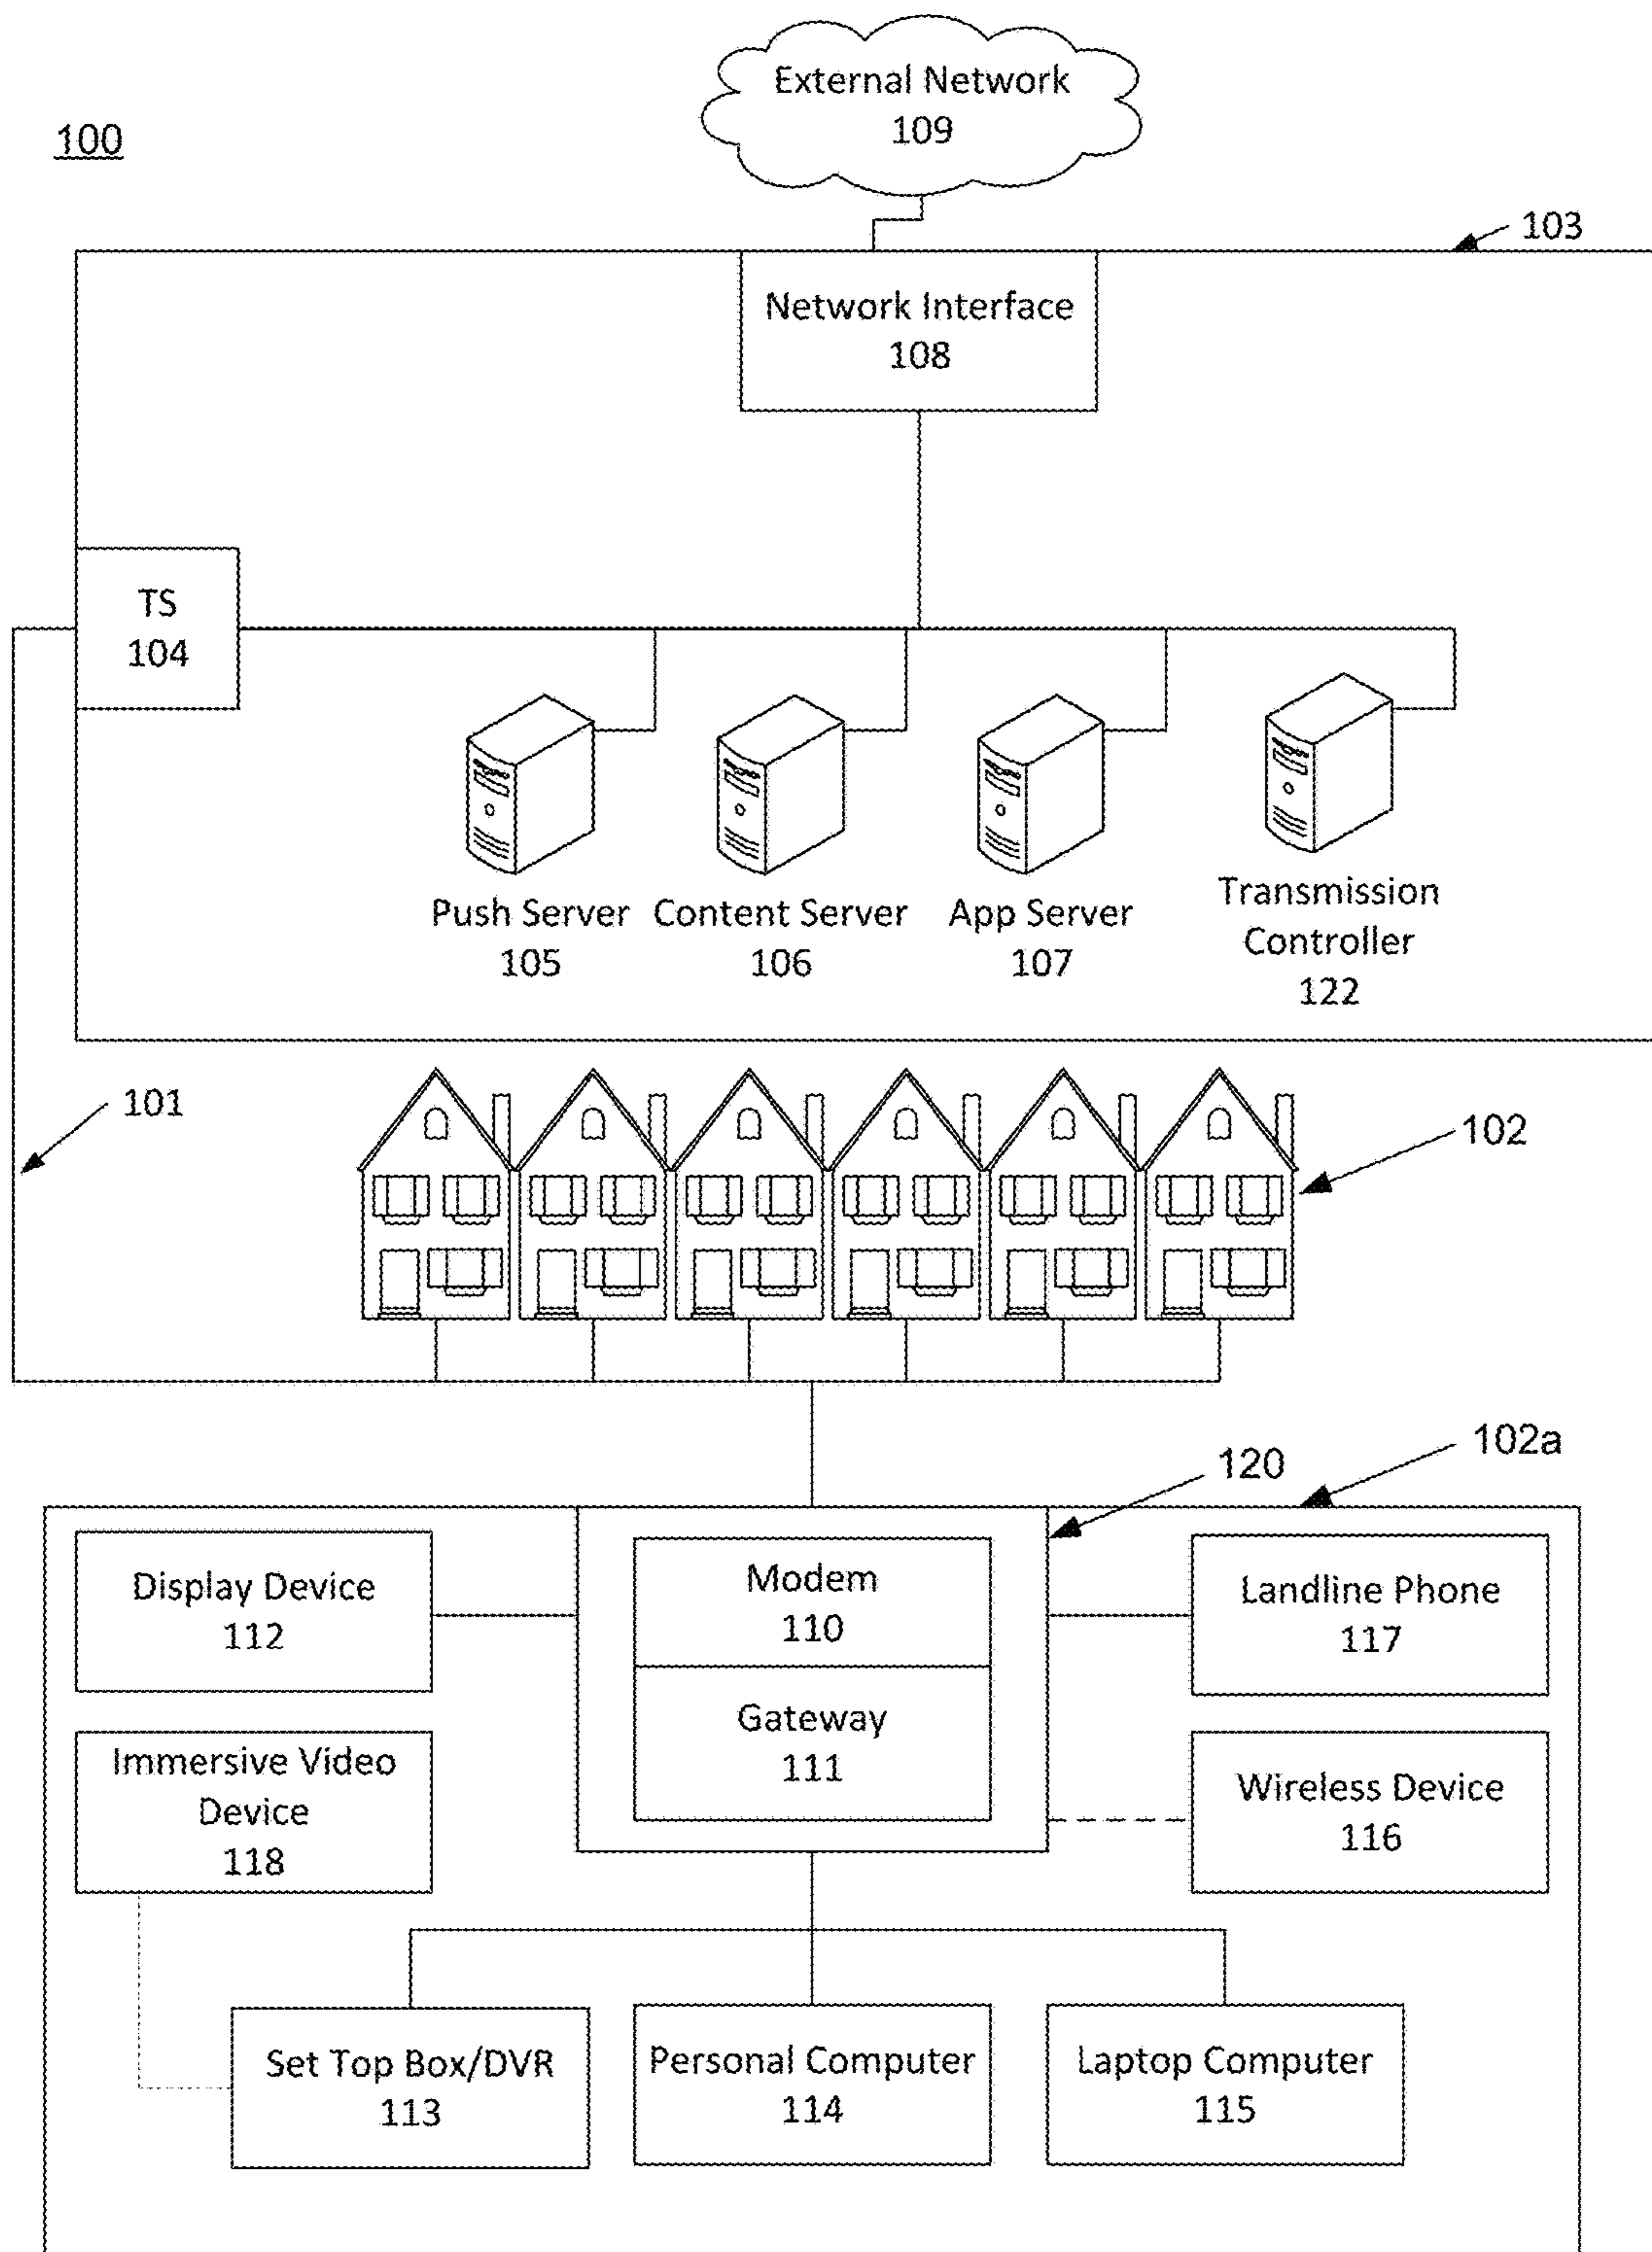 External Network
109
100
103
Network Interface
108
TS
104
Push Server
105
Content Server
106
App Server
107
Transmission
Controller
122
101
102
102a
120
Display Device
112
Modem
110
Landline Phone
117
Gateway
111
Immersive Video
Device
118
Wireless Device
116
Set Top Box/DVR
113
Personal Computer
114
Laptop Computer
115